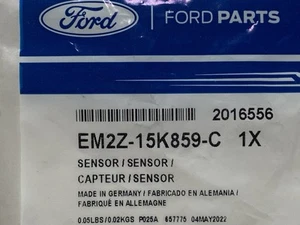 Ford
FORD PARTS
2016556
EM2Z-15K859-C 1X
SENSOR / SENSOR /
CAPTEUR / SENSOR
MADE IN GERMANY / FABRICADO EN ALEMANIA /
FABRIQUÉ EN ALLEMAGNE
0.05LBS / 0.02KGS P025A 657775 04MAY2022